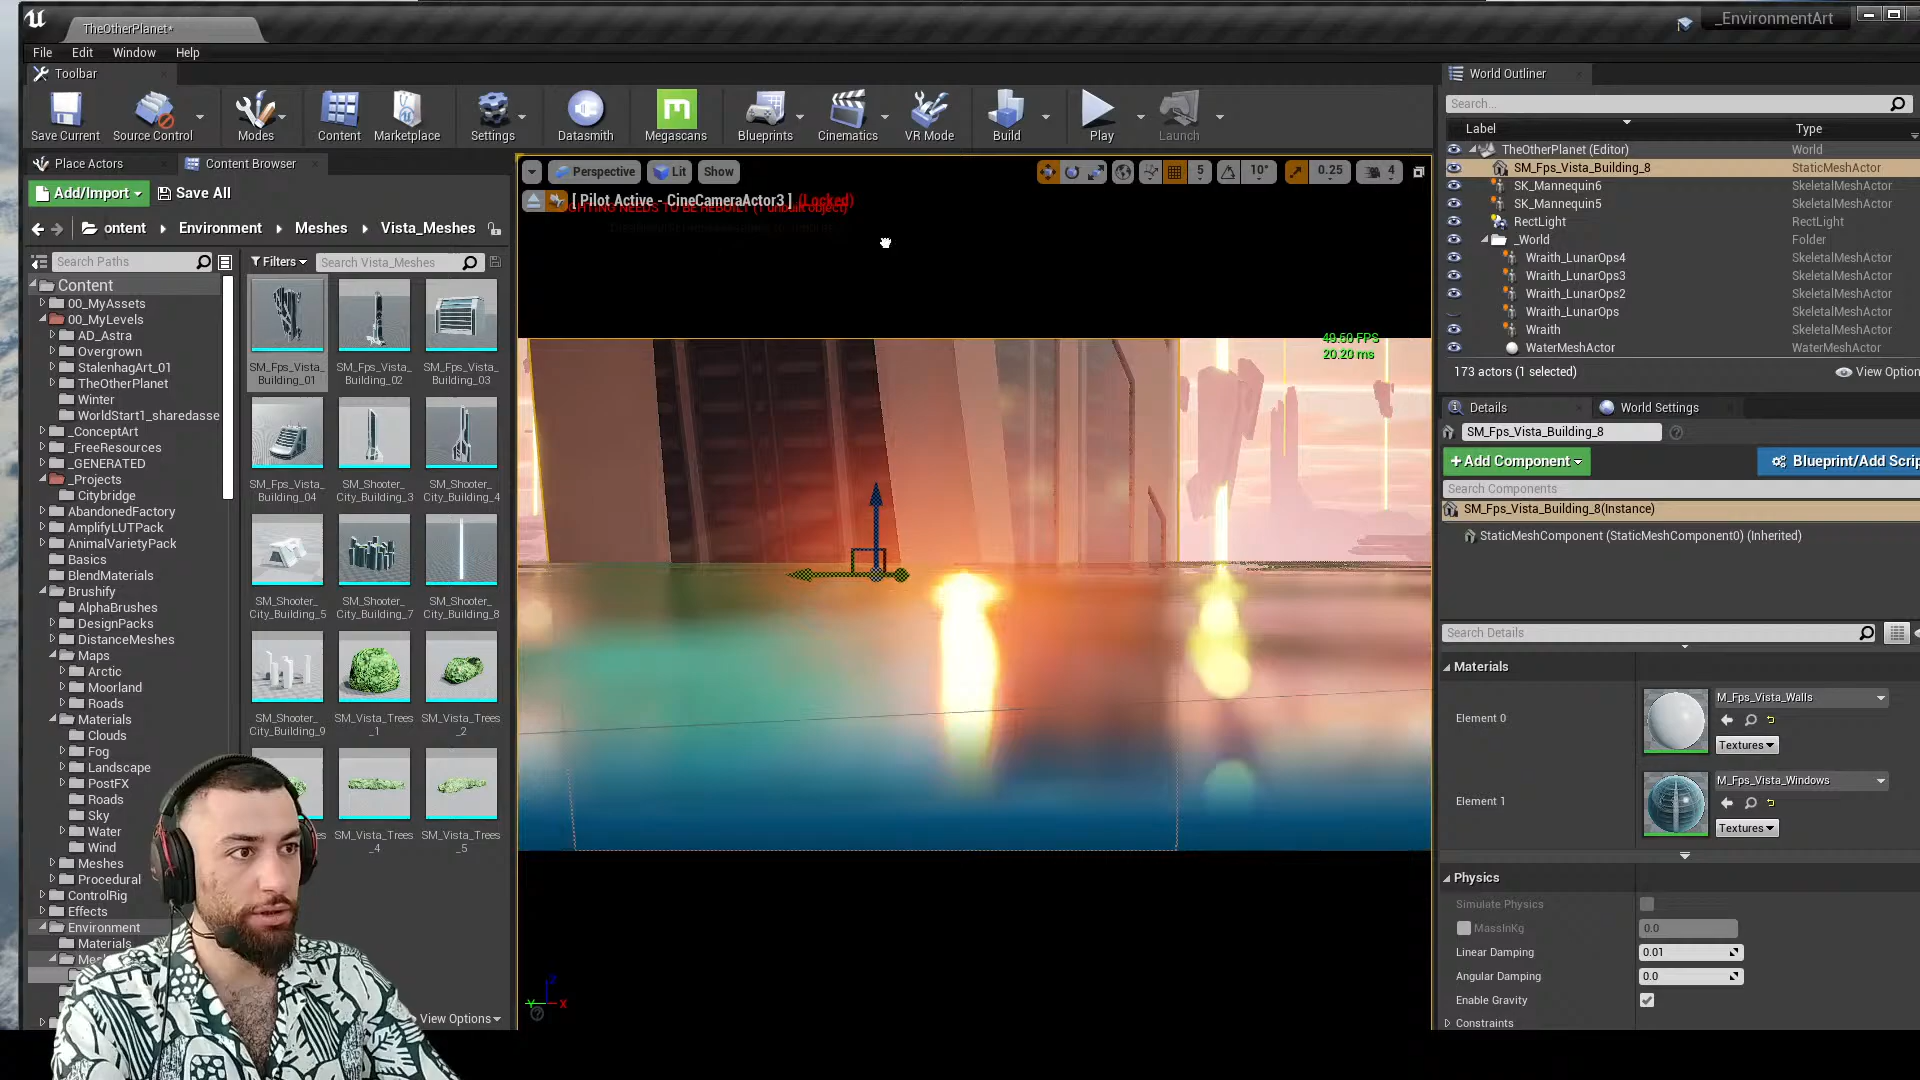 TheOtherPlanet*
_EnvironmentArt
File Edit Window Help
Toolbar
Save Current
Source Control
Modes
Content
Marketplace
Settings
Datasmith
Megascans
Blueprints
Cinematics
VR Mode
Build
Play
Launch
Place Actors
Content Browser
Add/Import
Save All
ontent
Environment
Meshes
Vista_Meshes
Search Paths
Filters
Search Vista_Meshes
Content
00_MyAssets
00_MyLevels
AD_Astra
Overgrown
StalenhagArt_01
TheOtherPlanet
Winter
WorldStart1_sharedasse
_ConceptArt
_FreeResources
_GENERATED
_Projects
Citybridge
AbandonedFactory
AmplifyLUTPack
AnimalVarietyPack
Basics
BlendMaterials
Brushify
AlphaBrushes
DesignPacks
DistanceMeshes
Maps
Arctic
Moorland
Roads
Materials
Clouds
Fog
Landscape
PostFX
Roads
Sky
Water
Wind
Meshes
Procedural
ControlRig
Effects
Environment
Materials
SM_Fps_Vista_
Building_01
SM_Fps_Vista_
Building_02
SM_Fps_Vista_
Building_03
SM_Fps_Vista_
Building_04
SM_Shooter_
City_Building_3
SM_Shooter_
City_Building_4
SM_Shooter_
City_Building_5
SM_Shooter_
City_Building_7
SM_Shooter_
City_Building_8
SM_Shooter_
City_Building_9
SM_Vista_Trees
_1
SM_Vista_Trees
_2
SM_Vista_Trees
_4
SM_Vista_Trees
_5
View Options
Perspective
Lit
Show
5
10°
0.25
4
[ Pilot Active - CineCameraActor3 ] (Locked)
49.50 FPS
20.20 ms
Z
Y
X
World Outliner
Search...
Label
Type
TheOtherPlanet (Editor) World
SM_Fps_Vista_Building_8 StaticMeshActor
SK_Mannequin6 SkeletalMeshActor
SK_Mannequin5 SkeletalMeshActor
RectLight RectLight
_World Folder
Wraith_LunarOps4 SkeletalMeshActor
Wraith_LunarOps3 SkeletalMeshActor
Wraith_LunarOps2 SkeletalMeshActor
Wraith_LunarOps SkeletalMeshActor
Wraith SkeletalMeshActor
WaterMeshActor WaterMeshActor
173 actors (1 selected)
View Option
Details
World Settings
SM_Fps_Vista_Building_8
+Add Component
Blueprint/Add Scrip
Search Components
SM_Fps_Vista_Building_8(Instance)
StaticMeshComponent (StaticMeshComponent0) (Inherited)
Search Details
Materials
Element 0
M_Fps_Vista_Walls
Textures
Element 1
M_Fps_Vista_Windows
Textures
Physics
Simulate Physics
MassInKg 0.0
Linear Damping 0.01
Angular Damping 0.0
Enable Gravity
Constraints